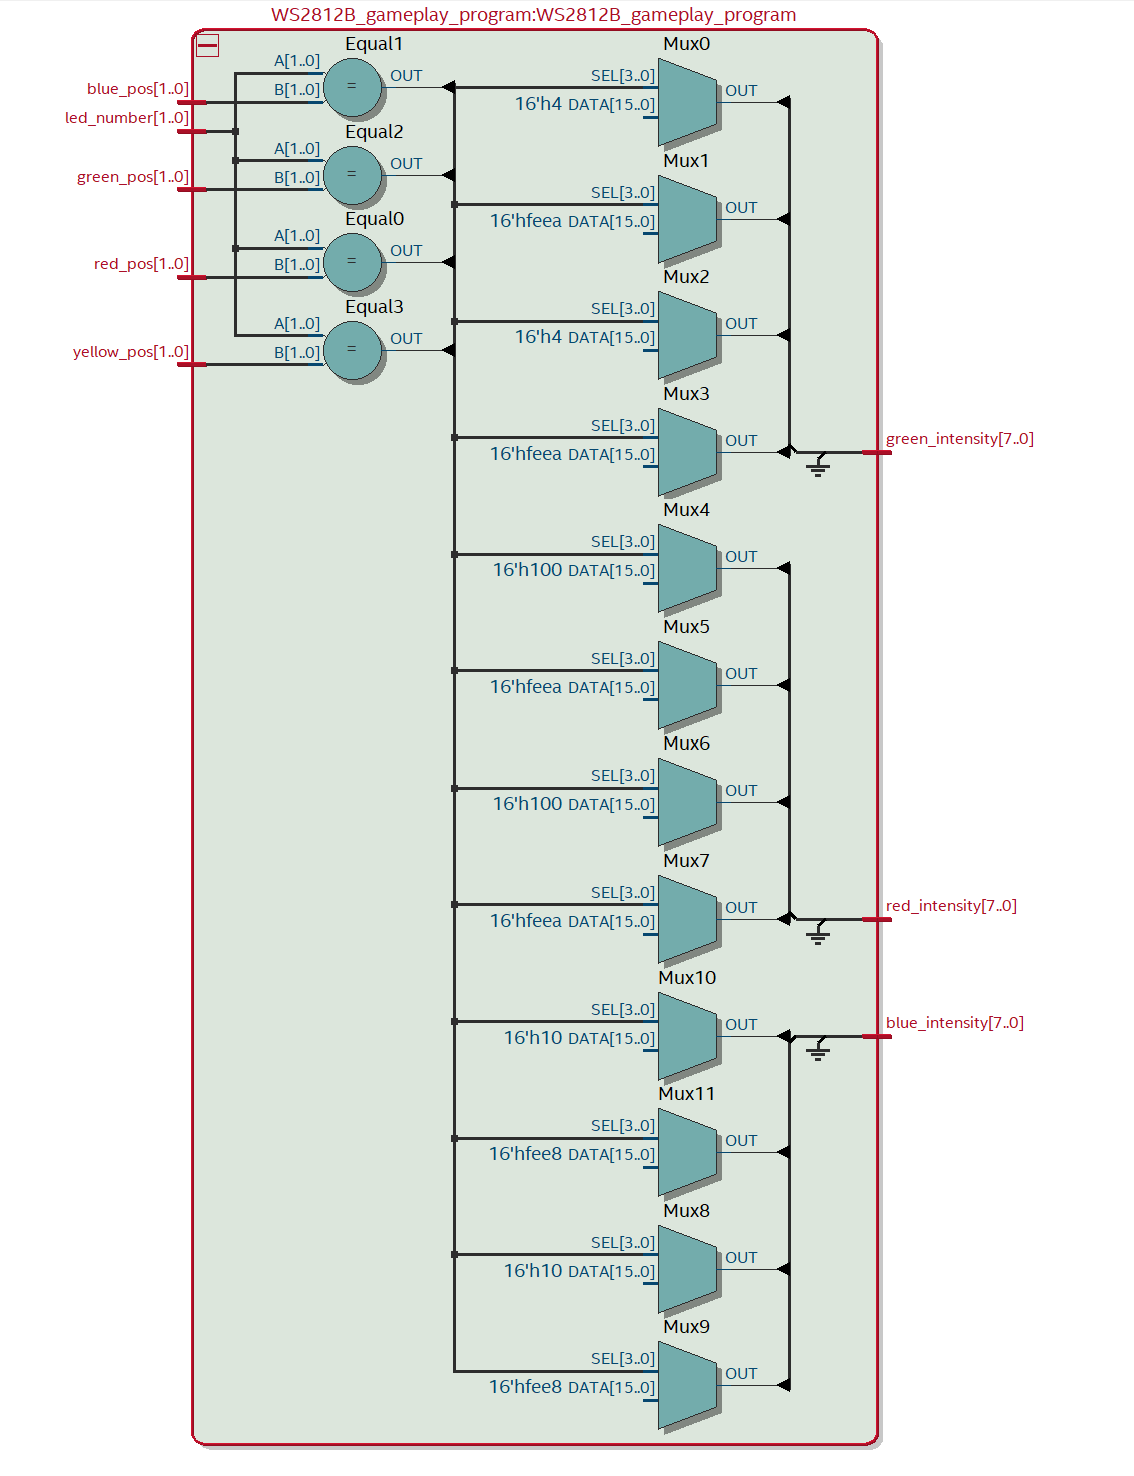 WS2812B_gameplay_program:WS2812B_gameplay_program
Equal1
A[1..0]
B[1..0]
OUT
blue_pos[1..0]
led_number[1..0]
Equal2
A[1..0]
B[1..0]
OUT
green_pos[1..0]
Equal0
A[1..0]
B[1..0]
OUT
red_pos[1..0]
Equal3
A[1..0]
B[1..0]
OUT
yellow_pos[1..0]
=
=
=
=
Mux0
SEL[3..0]
16'h4 DATA[15..0]
OUT
Mux1
SEL[3..0]
16'hfeea DATA[15..0]
OUT
Mux2
SEL[3..0]
16'h4 DATA[15..0]
OUT
Mux3
SEL[3..0]
16'hfeea DATA[15..0]
OUT
green_intensity[7..0]
Mux4
SEL[3..0]
16'h100 DATA[15..0]
OUT
Mux5
SEL[3..0]
16'hfeea DATA[15..0]
OUT
Mux6
SEL[3..0]
16'h100 DATA[15..0]
OUT
Mux7
SEL[3..0]
16'hfeea DATA[15..0]
OUT
red_intensity[7..0]
Mux10
SEL[3..0]
16'h10 DATA[15..0]
OUT
blue_intensity[7..0]
Mux11
SEL[3..0]
16'hfee8 DATA[15..0]
OUT
Mux8
SEL[3..0]
16'h10 DATA[15..0]
OUT
Mux9
SEL[3..0]
16'hfee8 DATA[15..0]
OUT